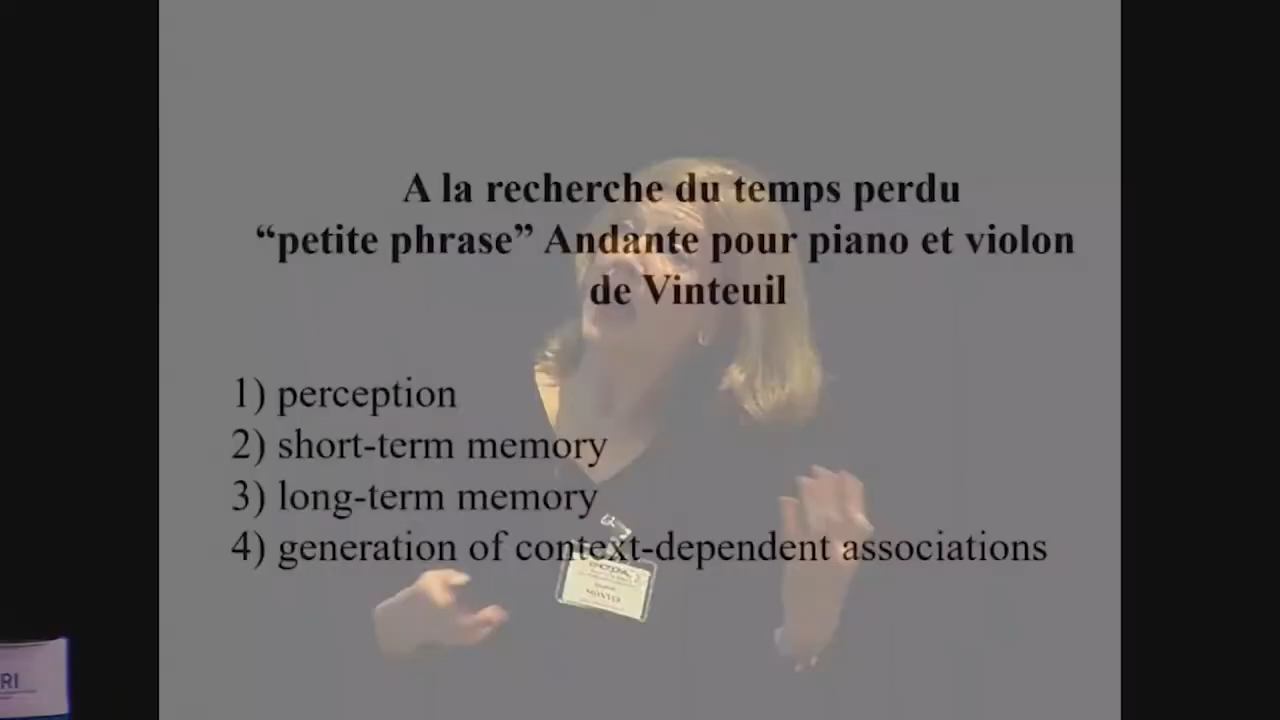 A la recherche du temps perdu
“petite phrase” Andante pour piano et violon
de Vinteuil
1) perception
2) short-term memory
3) long-term memory
4) generation of context-dependent associations
RI